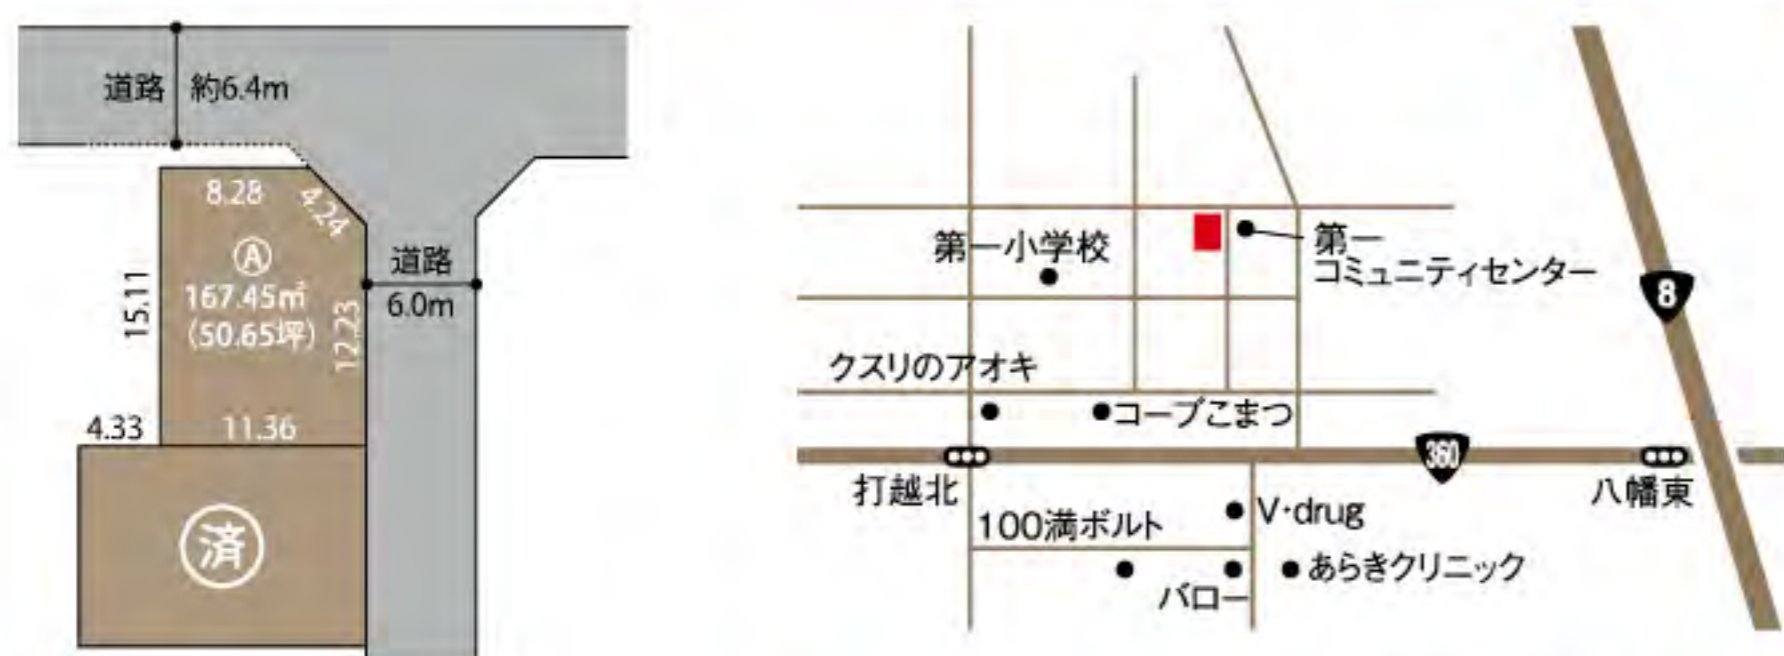 道路 約6.4m
8.28
4.24
Ⓐ
167.45㎡
(50.65坪)
15.11
12.23
道路
6.0m
4.33
11.36
済
第一小学校
第一
コミュニティセンター
8
クスリのアオキ
コープこまつ
360
打越北
八幡東
100満ボルト
V・drug
バロー
あらきクリニック